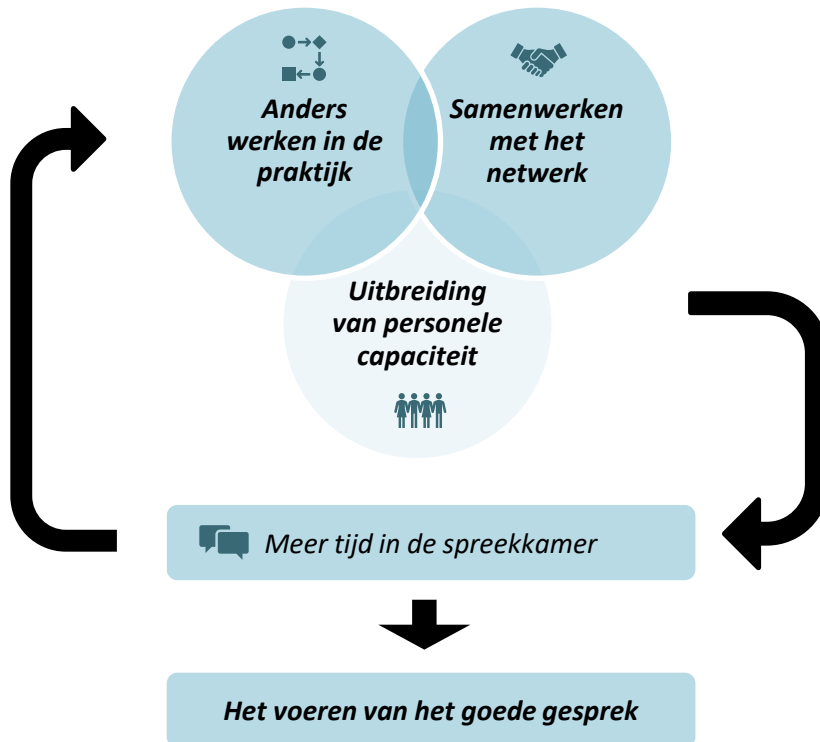 Anders
werken in de
praktijk
Samenwerken
met het
netwerk
Uitbreiding
van personele
capaciteit
Meer tijd in de spreekkamer
Het voeren van het goede gesprek